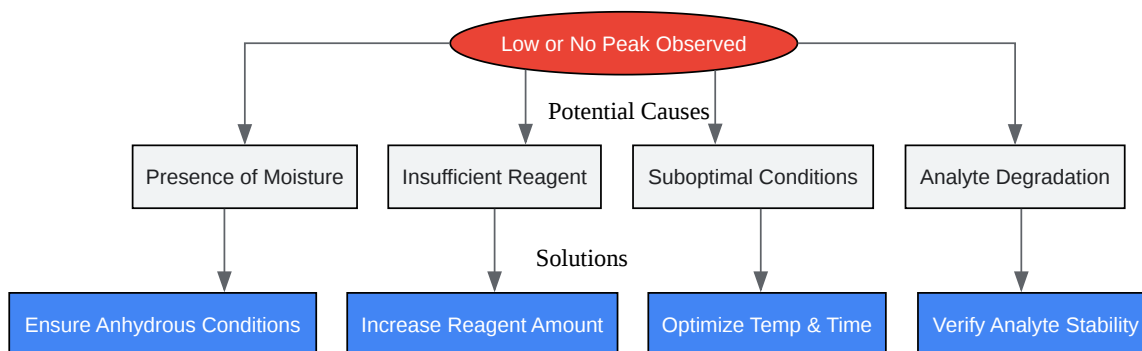 Low or No Peak Observed
Potential Causes
Presence of Moisture
Insufficient Reagent
Suboptimal Conditions
Analyte Degradation
Solutions
Ensure Anhydrous Conditions
Increase Reagent Amount
Optimize Temp & Time
Verify Analyte Stability